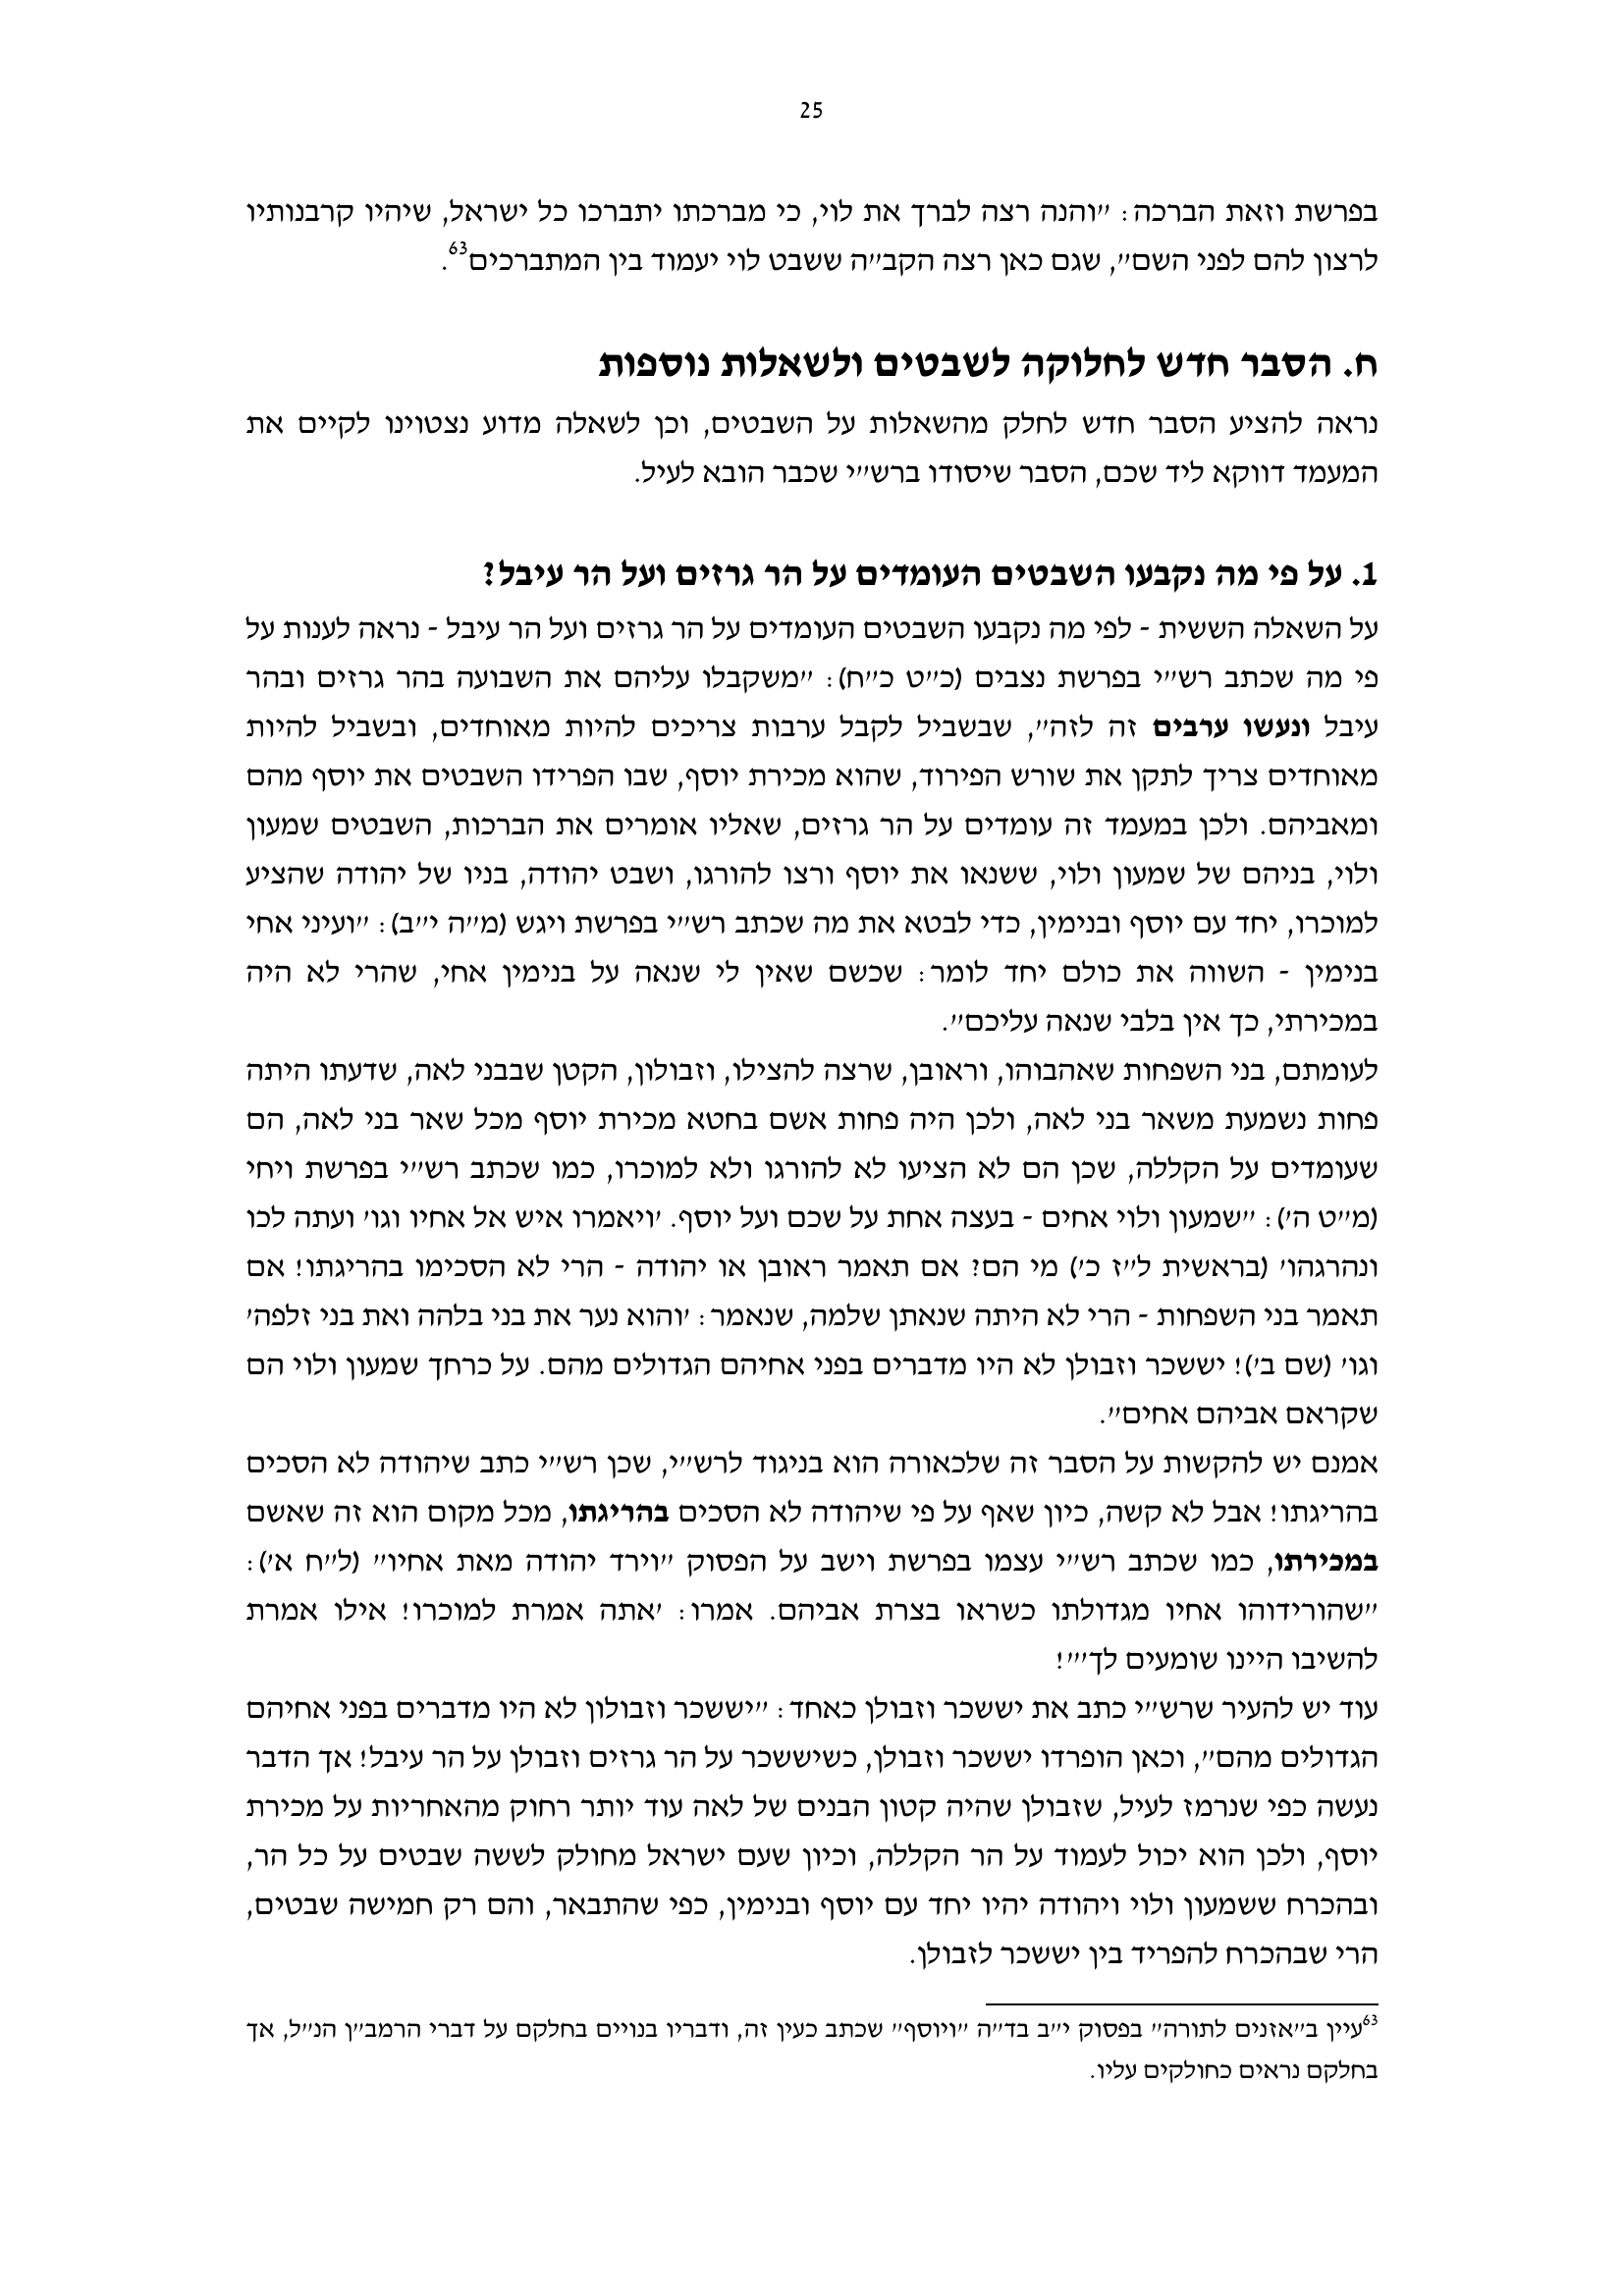 25
בפרשת וזאת הברכה: "והנה רצה לברך את לוי, כי מברכתו יתברכו כל ישראל, שיהיו קרבנותיו
לרצון להם לפני השם", שגם כאן רצה הקב"ה ששבט לוי יעמוד בין המתברכים63.
ח. הסבר חדש לחלוקה לשבטים ולשאלות נוספות
נראה להציע הסבר חדש לחלק מהשאלות על השבטים, וכן לשאלה מדוע נצטוינו לקיים את
המעמד דווקא ליד שכם, הסבר שיסודו ברש"י שכבר הובא לעיל.
1. על פי מה נקבעו השבטים העומדים על הר גרזים ועל הר עיבל?
על השאלה הששית - לפי מה נקבעו השבטים העומדים על הר גרזים ועל הר עיבל - נראה לענות על
פי מה שכתב רש"י בפרשת נצבים (כ"ט כ"ח): "משקבלו עליהם את השבועה בהר גרזים ובהר
עיבל ונעשו ערבים זה לזה", שבשביל לקבל ערבות צריכים להיות מאוחדים, ובשביל להיות
מאוחדים צריך לתקן את שורש הפירוד, שהוא מכירת יוסף, שבו הפרידו השבטים את יוסף מהם
ומאביהם. ולכן במעמד זה עומדים על הר גרזים, שאליו אומרים את הברכות, השבטים שמעון
ולוי, בניהם של שמעון ולוי, ששנאו את יוסף ורצו להורגו, ושבט יהודה, בניו של יהודה שהציע
למוכרו, יחד עם יוסף ובנימין, כדי לבטא את מה שכתב רש"י בפרשת ויגש (מ"ה י"ב): "ועיני אחי
בנימין - השווה את כולם יחד לומר: שכשם שאין לי שנאה על בנימין אחי, שהרי לא היה
במכירתי, כך אין בלבי שנאה עליכם".
לעומתם, בני השפחות שאהבוהו, וראובן, שרצה להצילו, וזבולון, הקטן שבבני לאה, שדעתו היתה
פחות נשמעת משאר בני לאה, ולכן היה פחות אשם בחטא מכירת יוסף מכל שאר בני לאה, הם
שעומדים על הקללה, שכן הם לא הציעו לא להורגו ולא למוכרו, כמו שכתב רש"י בפרשת ויחי
(מ"ט ה'): "שמעון ולוי אחים - בעצה אחת על שכם ועל יוסף. 'ויאמרו איש אל אחיו וגו' ועתה לכו
ונהרגהו' (בראשית ל"ז כ') מי הם? אם תאמר ראובן או יהודה - הרי לא הסכימו בהריגתו! אם
תאמר בני השפחות - הרי לא היתה שנאתן שלמה, שנאמר: 'והוא נער את בני בלהה ואת בני זלפה'
וגו' (שם ב')! יששכר וזבולן לא היו מדברים בפני אחיהם הגדולים מהם. על כרחך שמעון ולוי הם
שקראם אביהם אחים".
אמנם יש להקשות על הסבר זה שלכאורה הוא בניגוד לרש"י, שכן רש"י כתב שיהודה לא הסכים
בהריגתו! אבל לא קשה, כיון שאף על פי שיהודה לא הסכים בהריגתו, מכל מקום הוא זה שאשם
במכירתו, כמו שכתב רש"י עצמו בפרשת וישב על הפסוק "וירד יהודה מאת אחיו" (ל"ח א'):
"שהורידוהו אחיו מגדולתו כשראו בצרת אביהם. אמרו: 'אתה אמרת למוכרו! אילו אמרת
להשיבו היינו שומעים לך'"!
עוד יש להעיר שרש"י כתב את יששכר וזבולן כאחד: "יששכר וזבולון לא היו מדברים בפני אחיהם
הגדולים מהם", וכאן הופרדו יששכר וזבולן, כשיששכר על הר גרזים וזבולן על הר עיבל! אך הדבר
נעשה כפי שנרמז לעיל, שזבולן שהיה קטון הבנים של לאה עוד יותר רחוק מהאחריות על מכירת
יוסף, ולכן הוא יכול לעמוד על הר הקללה, וכיון שעם ישראל מחולק לששה שבטים על כל הר,
ובהכרח ששמעון ולוי ויהודה יהיו יחד עם יוסף ובנימין, כפי שהתבאר, והם רק חמישה שבטים,
הרי שבהכרח להפריד בין יששכר לזבולן.
63עיין ב"אזנים לתורה" בפסוק י"ב בד"ה "ויוסף" שכתב כעין זה, ודבריו בנויים בחלקם על דברי הרמב"ן הנ"ל, אך
בחלקם נראים כחולקים עליו.